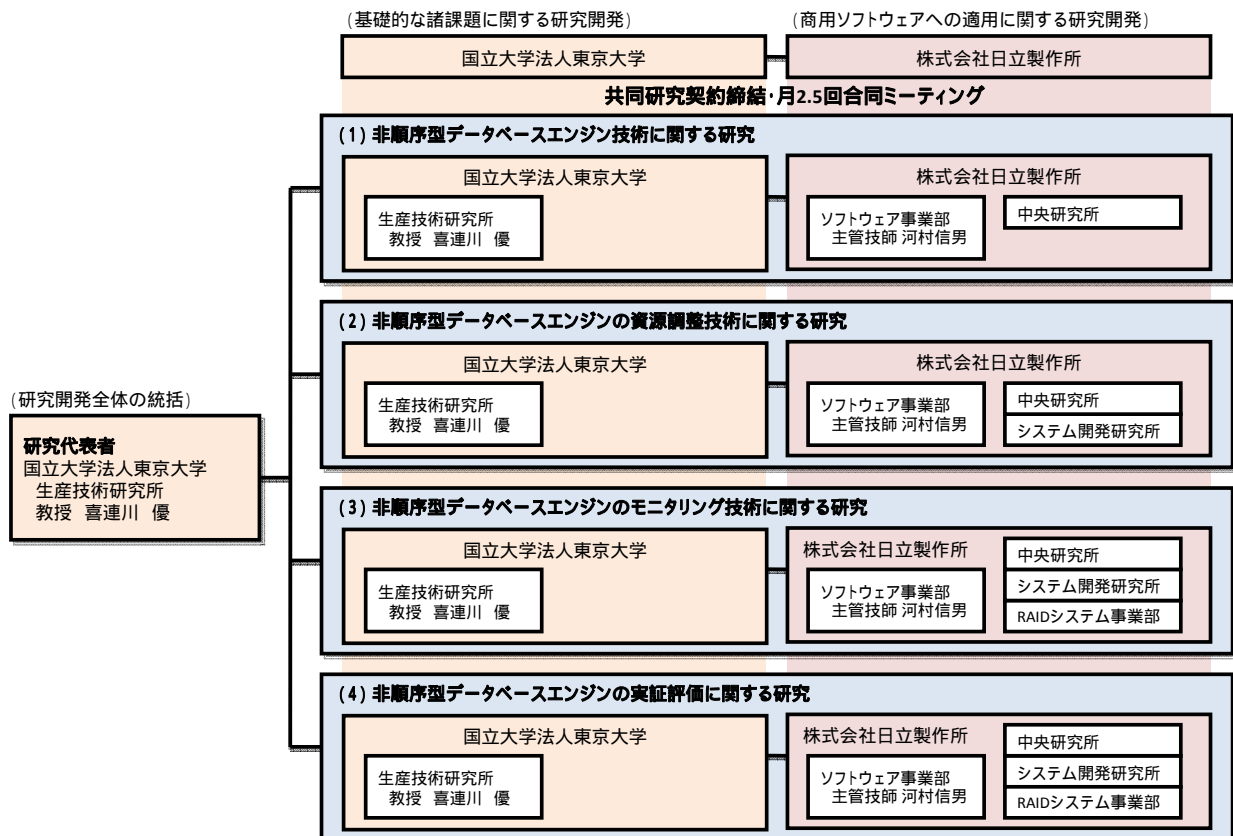 (基礎的な諸課題に関する研究開発)
(商用ソフトウェアへの適用に関する研究開発)
国立大学法人東京大学
株式会社日立製作所
共同研究契約締結・月2.5回合同ミーティング
(1) 非順序型データベースエンジン技術に関する研究
国立大学法人東京大学
生産技術研究所
教授 喜連川 優
株式会社日立製作所
ソフトウェア事業部
主管技師 河村信男
中央研究所
(2) 非順序型データベースエンジンの資源調整技術に関する研究
国立大学法人東京大学
生産技術研究所
教授 喜連川 優
株式会社日立製作所
ソフトウェア事業部
主管技師 河村信男
中央研究所
システム開発研究所
(研究開発全体の統括)
研究代表者
国立大学法人東京大学
生産技術研究所
教授 喜連川 優
(3) 非順序型データベースエンジンのモニタリング技術に関する研究
国立大学法人東京大学
生産技術研究所
教授 喜連川 優
株式会社日立製作所
ソフトウェア事業部
主管技師 河村信男
中央研究所
システム開発研究所
RAIDシステム事業部
(4) 非順序型データベースエンジンの実証評価に関する研究
国立大学法人東京大学
生産技術研究所
教授 喜連川 優
株式会社日立製作所
ソフトウェア事業部
主管技師 河村信男
中央研究所
システム開発研究所
RAIDシステム事業部